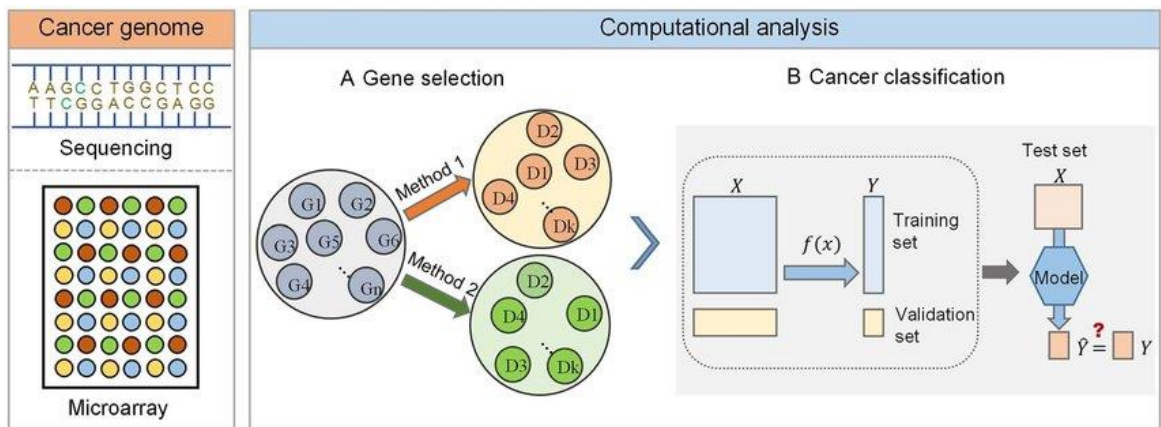 Cancer genome
AAGCCTGGCTCC
TTCGGACCGAGG
Sequencing
Microarray
Computational analysis
A Gene selection
G1
G2
G3
G5
G6
G4
Gn
Method 1
Method 2
D2
D3
D1
D4
Dk
D2
D4
D1
D3
Dk
B Cancer classification
X
Y
Training
set
f(x)
Validation
set
Test set
X
Model
?
Ŷ = Y